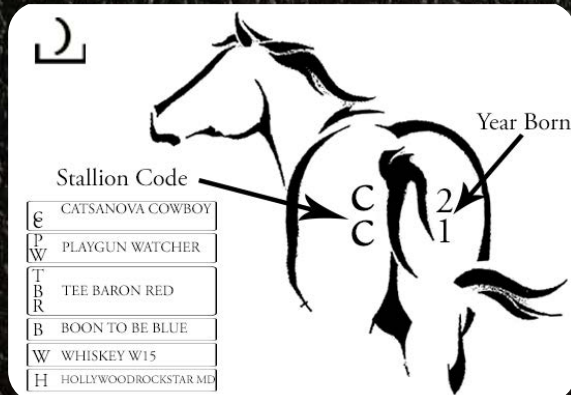 Year Born
Stallion Code
C 2
C 1
C
C CATSANOVA COWBOY
P
W PLAYGUN WATCHER
T
B
R TEE BARON RED
B BOON TO BE BLUE
W WHISKEY W15
H HOLLYWOODROCKSTAR MD